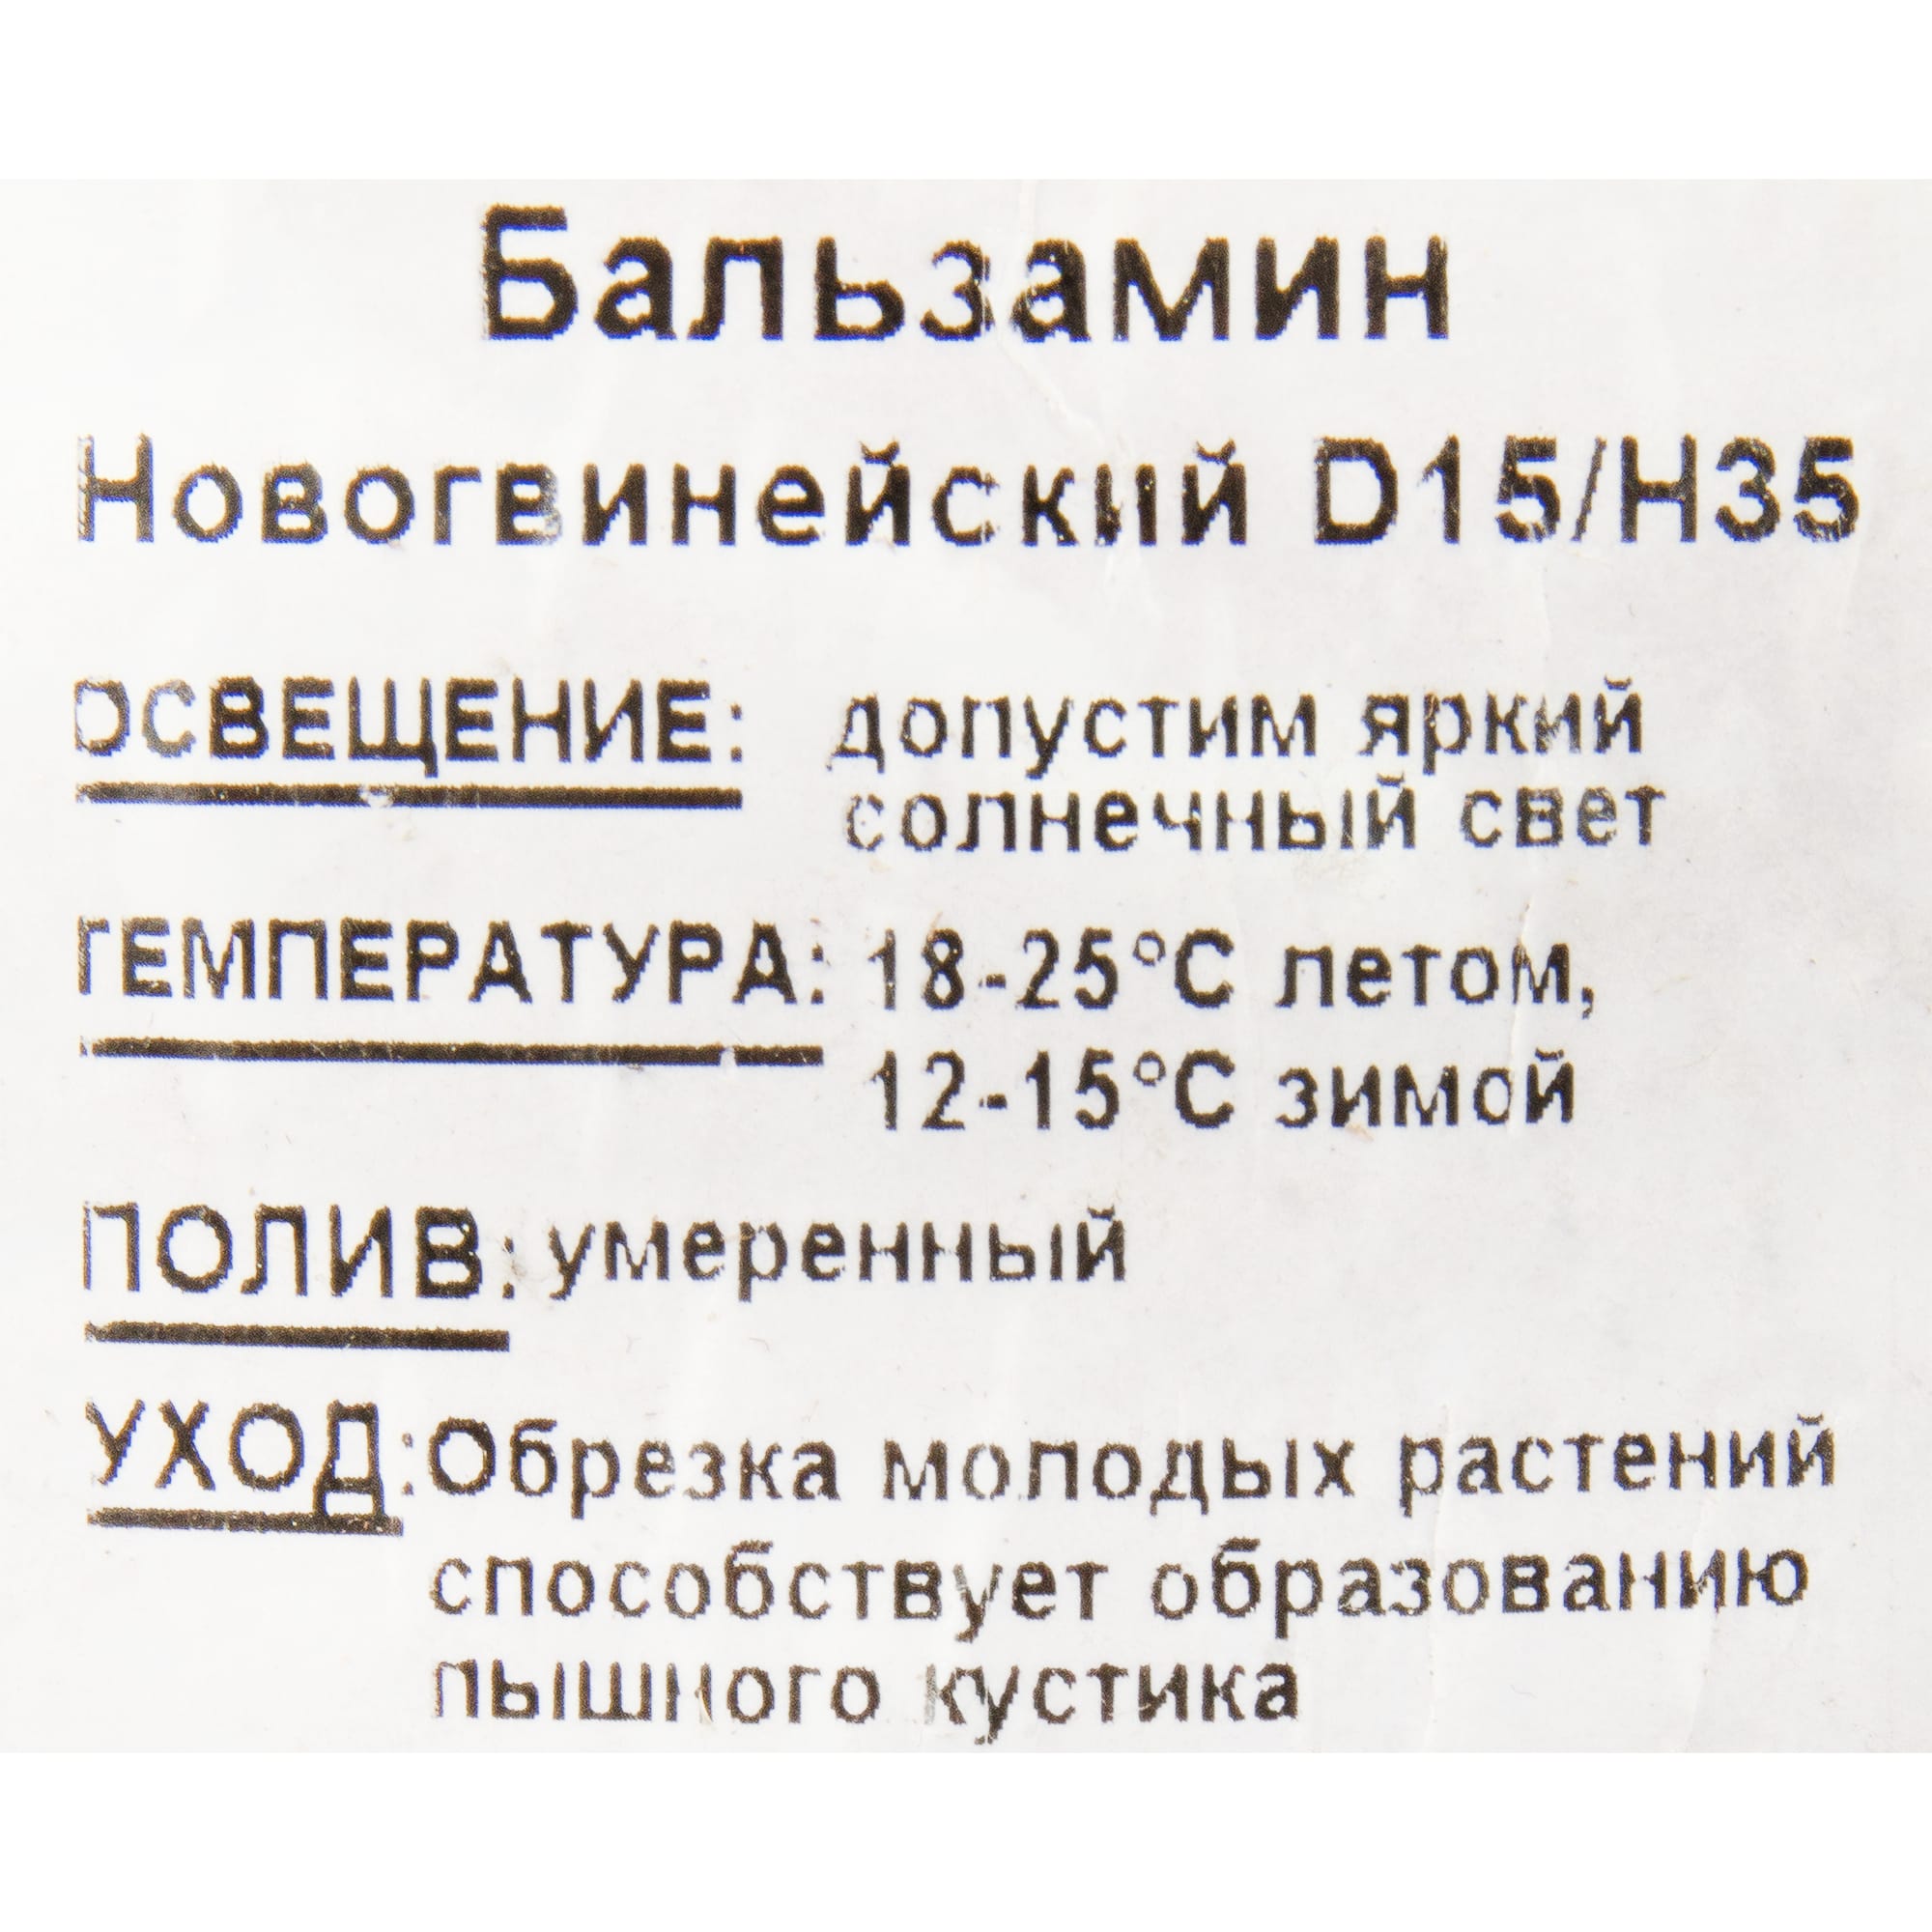 Бальзамин
Новогвинейский D15/H35
ОСВЕЩЕНИЕ: допустим яркий
солнечный свет
ТЕМПЕРАТУРА: 18-25°С летом,
12-15°С зимой
ПОЛИВ: умеренный
УХОД: Обрезка молодых растений
способствует образованию
пышного кустика